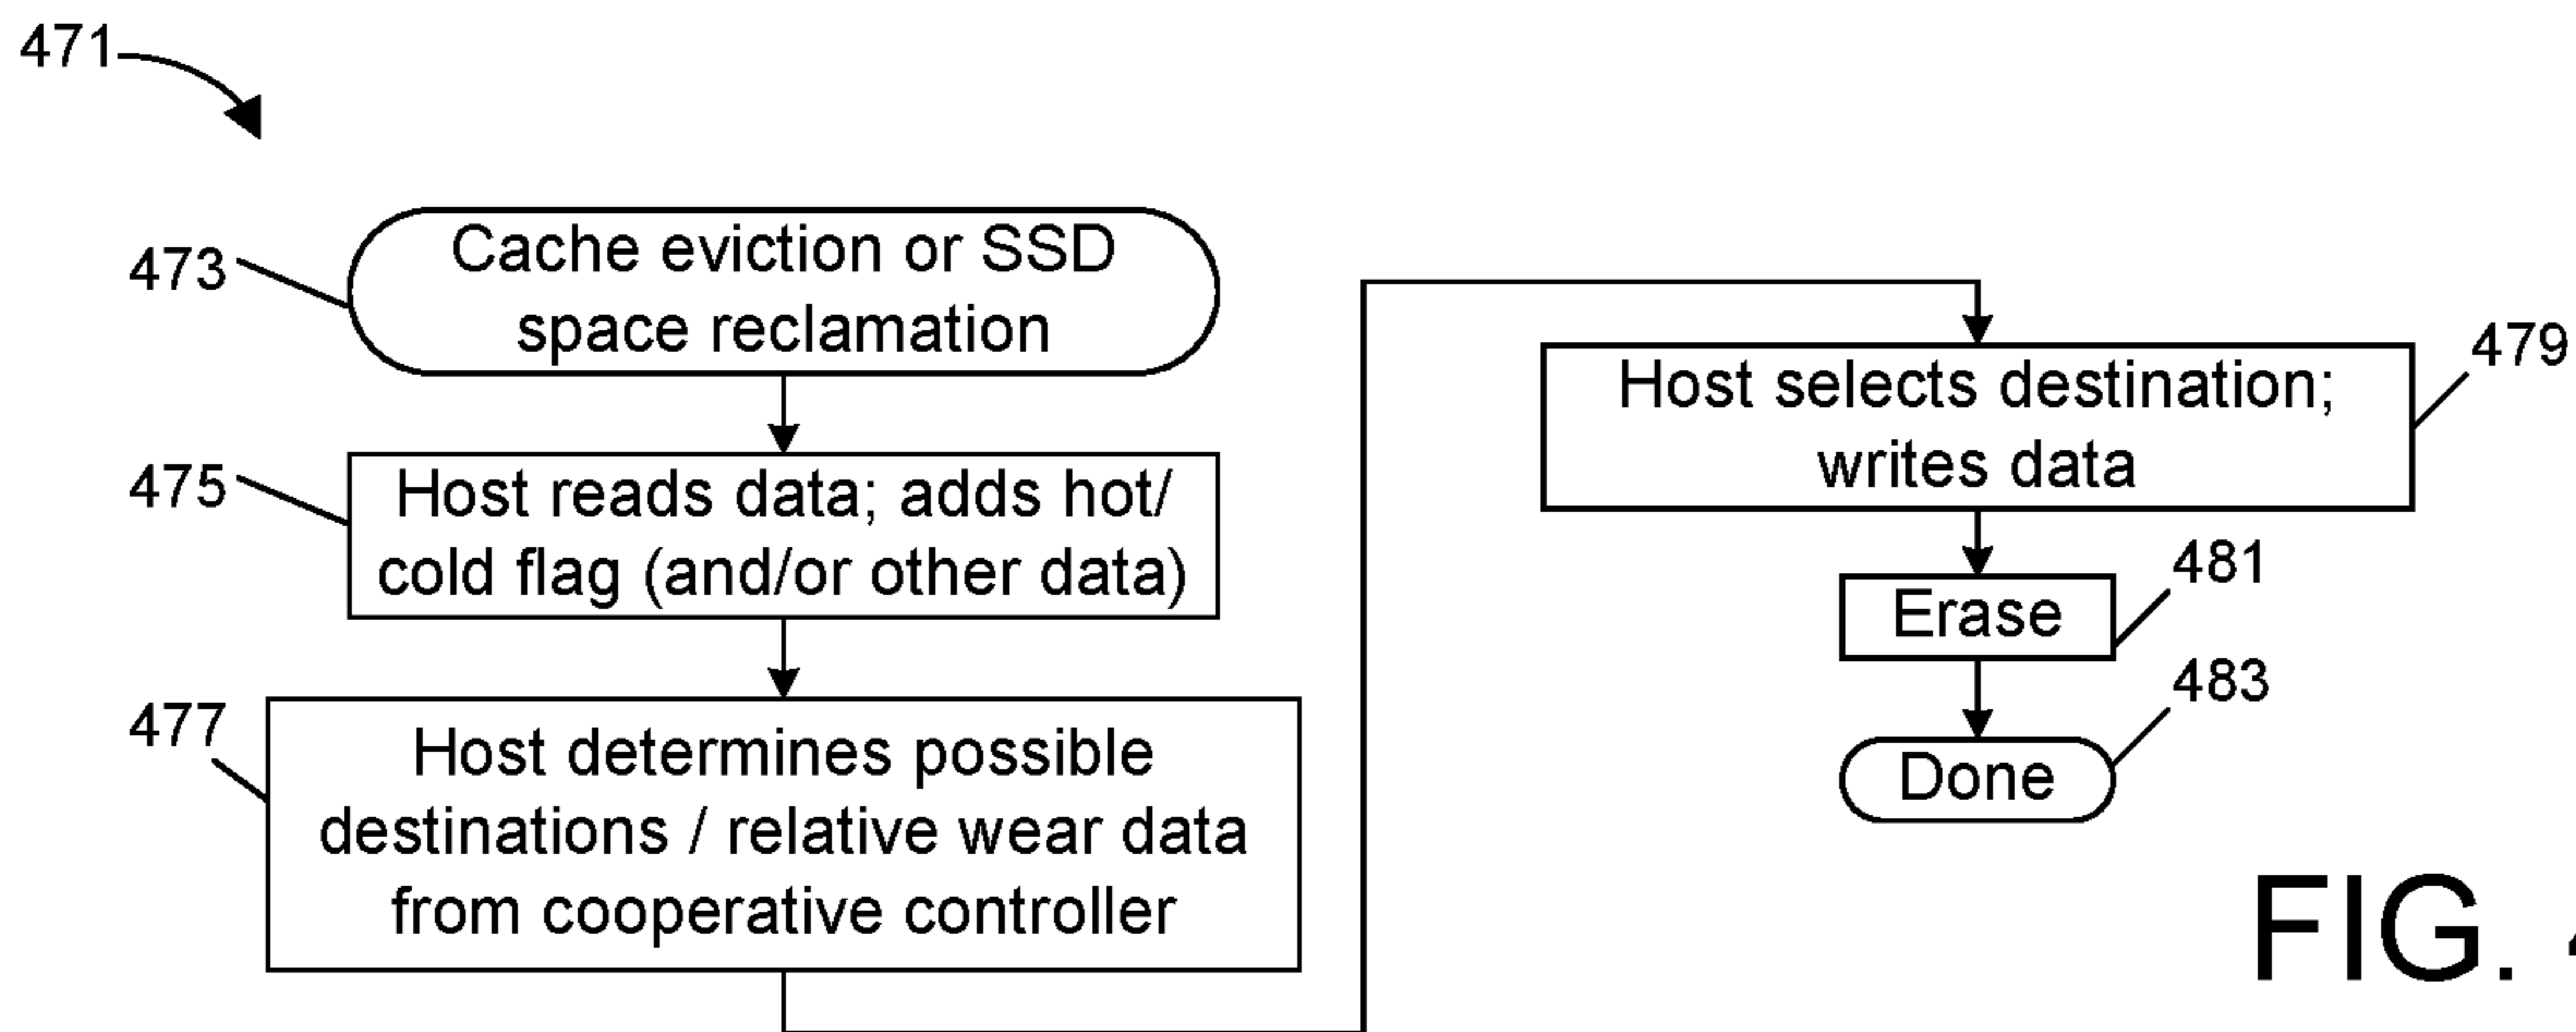 471
473
Cache eviction or SSD
space reclamation
475
Host reads data; adds hot/
cold flag (and/or other data)
477
Host determines possible
destinations / relative wear data
from cooperative controller
479
Host selects destination;
writes data
481
Erase
483
Done
FIG.